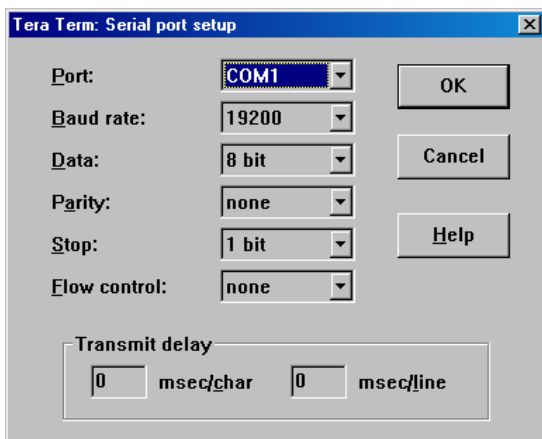 Tera Term: Serial port setup
Port: COM1
OK
Baud rate: 19200
Data: 8 bit
Cancel
Parity: none
Stop: 1 bit
Help
Flow control: none
Transmit delay
0 msec/char 0 msec/line